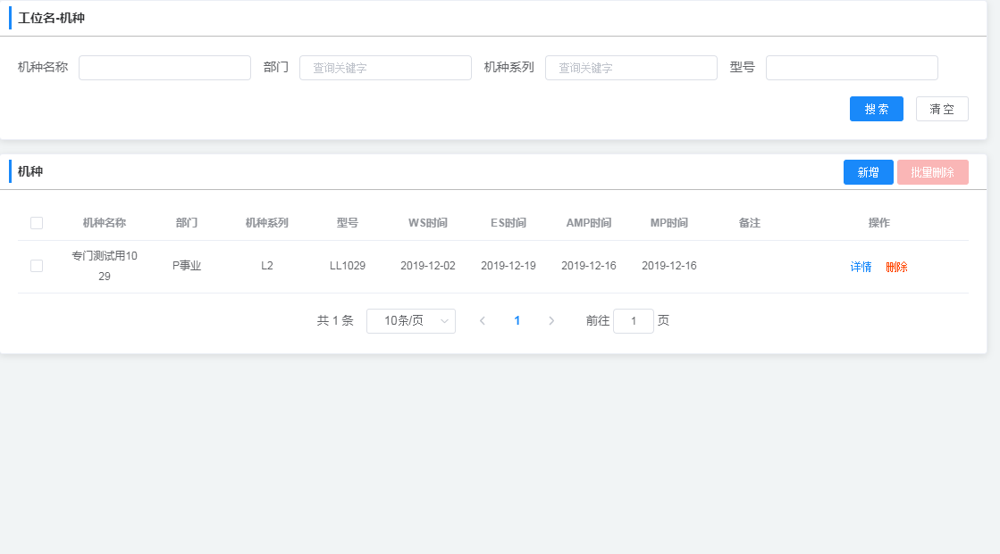 工位名-机种
机种名称 部门 查询关键字 机种系列 查询关键字 型号
搜索 清空
机种 新增 批量删除
机种名称 部门 机种系列 型号 WS时间 ES时间 AMP时间 MP时间 备注 操作
专门测试用10
29 P事业 L2 LL1029 2019-12-02 2019-12-19 2019-12-16 2019-12-16 详情 删除
共 1 条 10条/页 1 前往 1 页